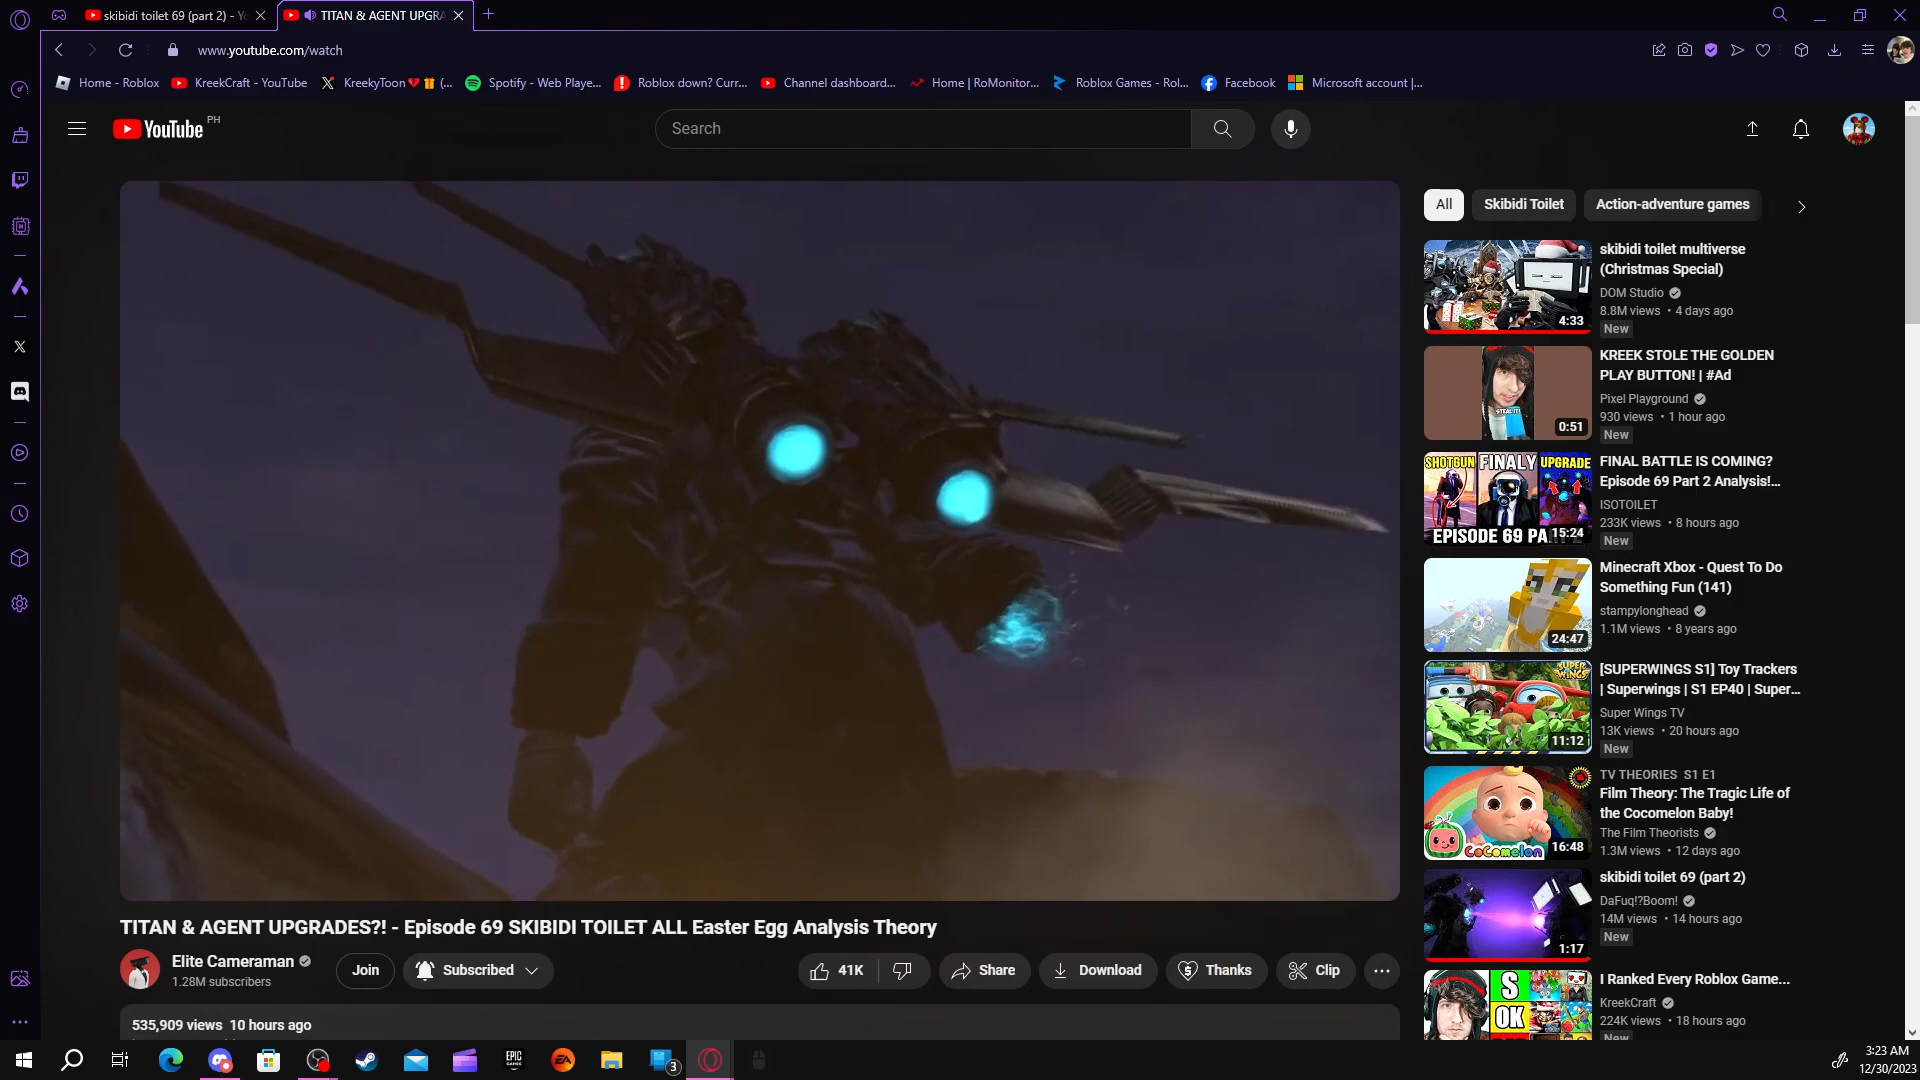 skibidi toilet 69 (part 2) - Yo
TITAN & AGENT UPGRA
www.youtube.com/watch
Home - Roblox
KreekCraft - YouTube
KreekyToon💔🎁 (...
Spotify - Web Playe...
Roblox down? Curr...
Channel dashboard...
Home | RoMonitor...
Roblox Games - Rol...
Facebook
Microsoft account |...
YouTube PH
Search
All
Skibidi Toilet
Action-adventure games
4:33
skibidi toilet multiverse
(Christmas Special)
DOM Studio
8.8M views • 4 days ago
New
STEAL IT!
0:51
KREEK STOLE THE GOLDEN
PLAY BUTTON! | #Ad
Pixel Playground
930 views • 1 hour ago
New
SHOTGUN FINALY UPGRADE
EPISODE 69 PA
15:24
FINAL BATTLE IS COMING?
Episode 69 Part 2 Analysis!...
ISOTOILET
233K views • 8 hours ago
New
24:47
Minecraft Xbox - Quest To Do
Something Fun (141)
stampylonghead
1.1M views • 8 years ago
SUPER WINGS
11:12
[SUPERWINGS S1] Toy Trackers
| Superwings | S1 EP40 | Super...
Super Wings TV
13K views • 20 hours ago
New
CoComelon
16:48
TV THEORIES S1 E1
Film Theory: The Tragic Life of
the Cocomelon Baby!
The Film Theorists
1.3M views • 12 days ago
1:17
skibidi toilet 69 (part 2)
DaFuq!?Boom!
14M views • 14 hours ago
New
S
OK
I Ranked Every Roblox Game...
KreekCraft
224K views • 18 hours ago
New
TITAN & AGENT UPGRADES?! - Episode 69 SKIBIDI TOILET ALL Easter Egg Analysis Theory
Elite Cameraman
1.28M subscribers
Join
Subscribed
41K
Share
Download
Thanks
Clip
535,909 views 10 hours ago
EPIC GAMES
EA
3
3:23 AM
12/30/2023